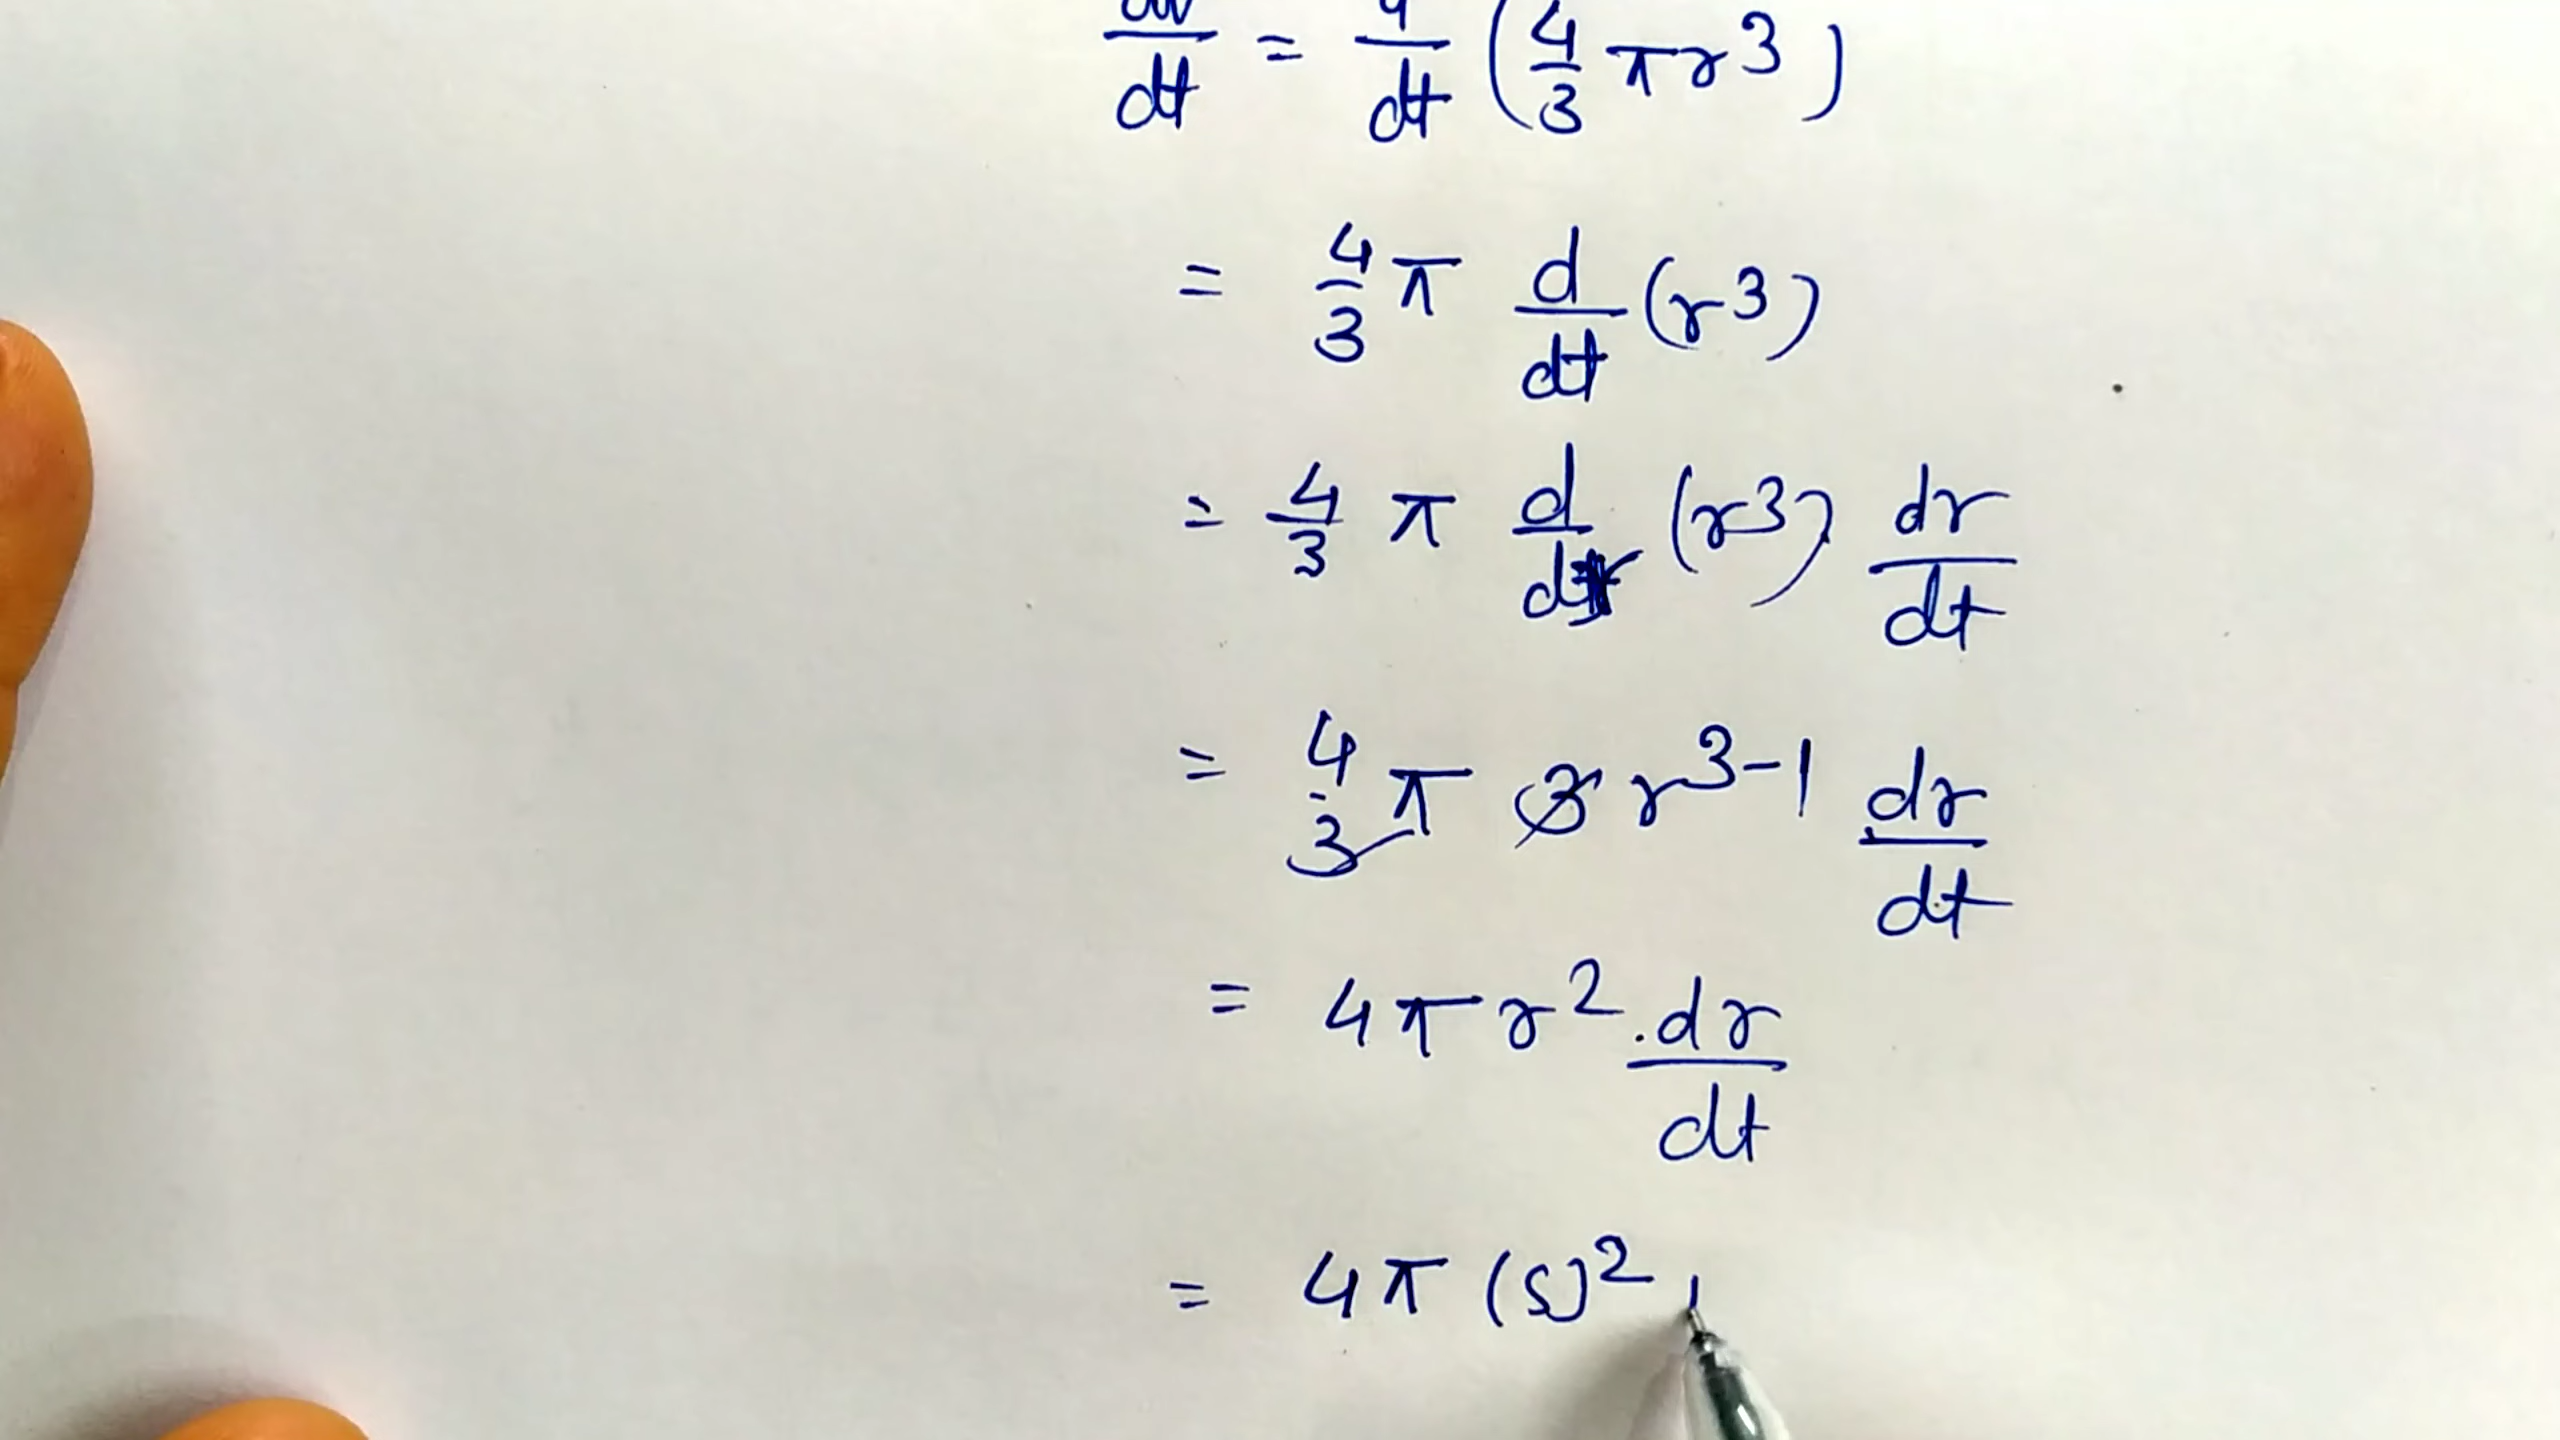 dv/dt = d/dt (4/3 πr³)
= 4/3 π d/dt (r³)
= 4/3 π d/dr (r³) dr/dt
= 4/3 π 3 r³⁻¹ dr/dt
= 4πr² . dr/dt
= 4π (5)²